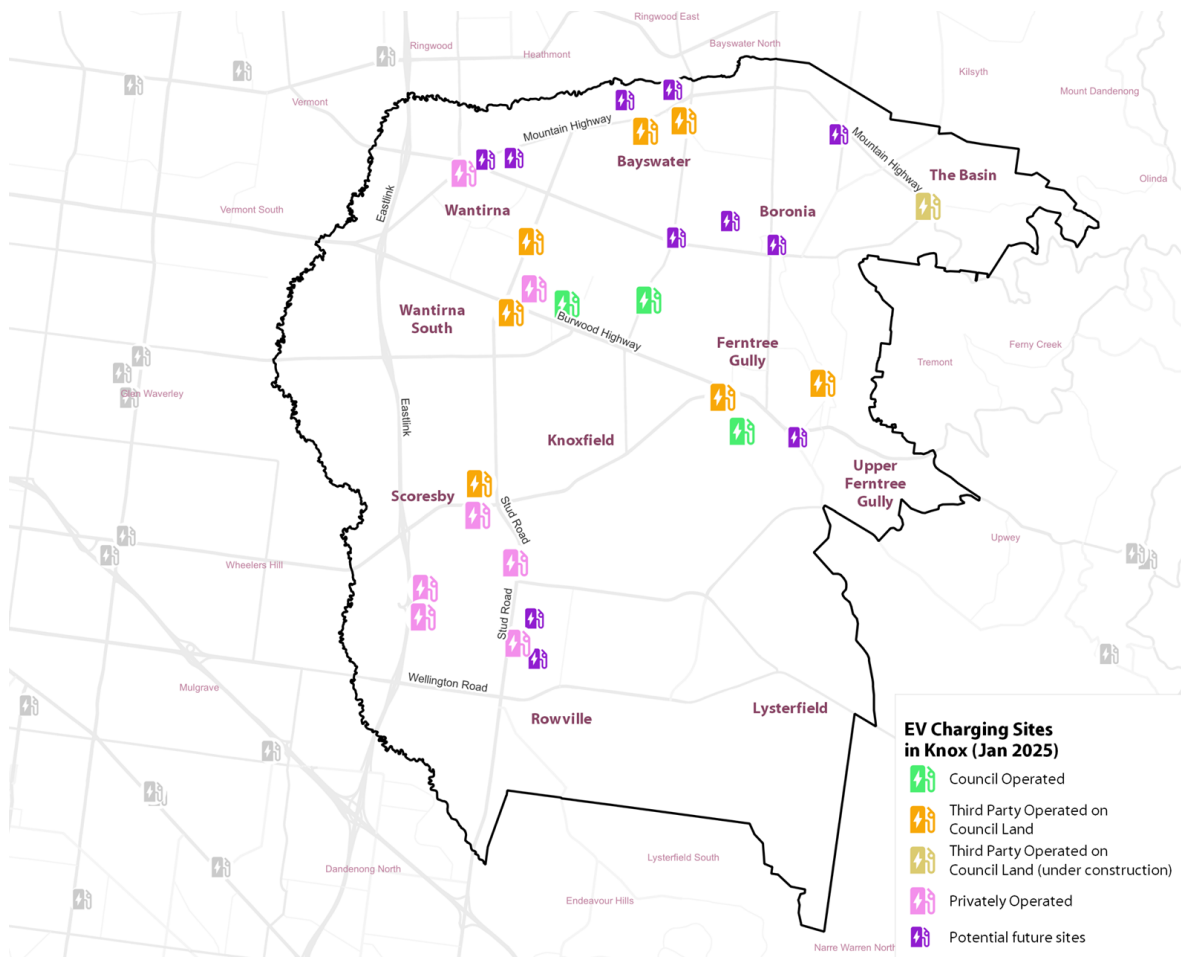 Ringwood East
Ringwood
Bayswater North
Heathmont
Kilsyth
Mount Dandenong
Vermont
Mountain Highway
Mountain Highway
Bayswater
The Basin
Olinda
Eastlink
Vermont South
Wantirna
Boronia
Wantirna
South
Burwood Highway
Ferntree
Gully
Ferny Creek
Tremont
Glen Waverley
Eastlink
Knoxfield
Upper
Ferntree
Gully
Scoresby
Stud Road
Upwey
Wheelers Hill
Stud Road
Wellington Road
Mulgrave
Rowville
Lysterfield
Lysterfield South
Dandenong North
Endeavour Hills
Narre Warren North
EV Charging Sites
in Knox (Jan 2025)
Council Operated
Third Party Operated on
Council Land
Third Party Operated on
Council Land (under construction)
Privately Operated
Potential future sites